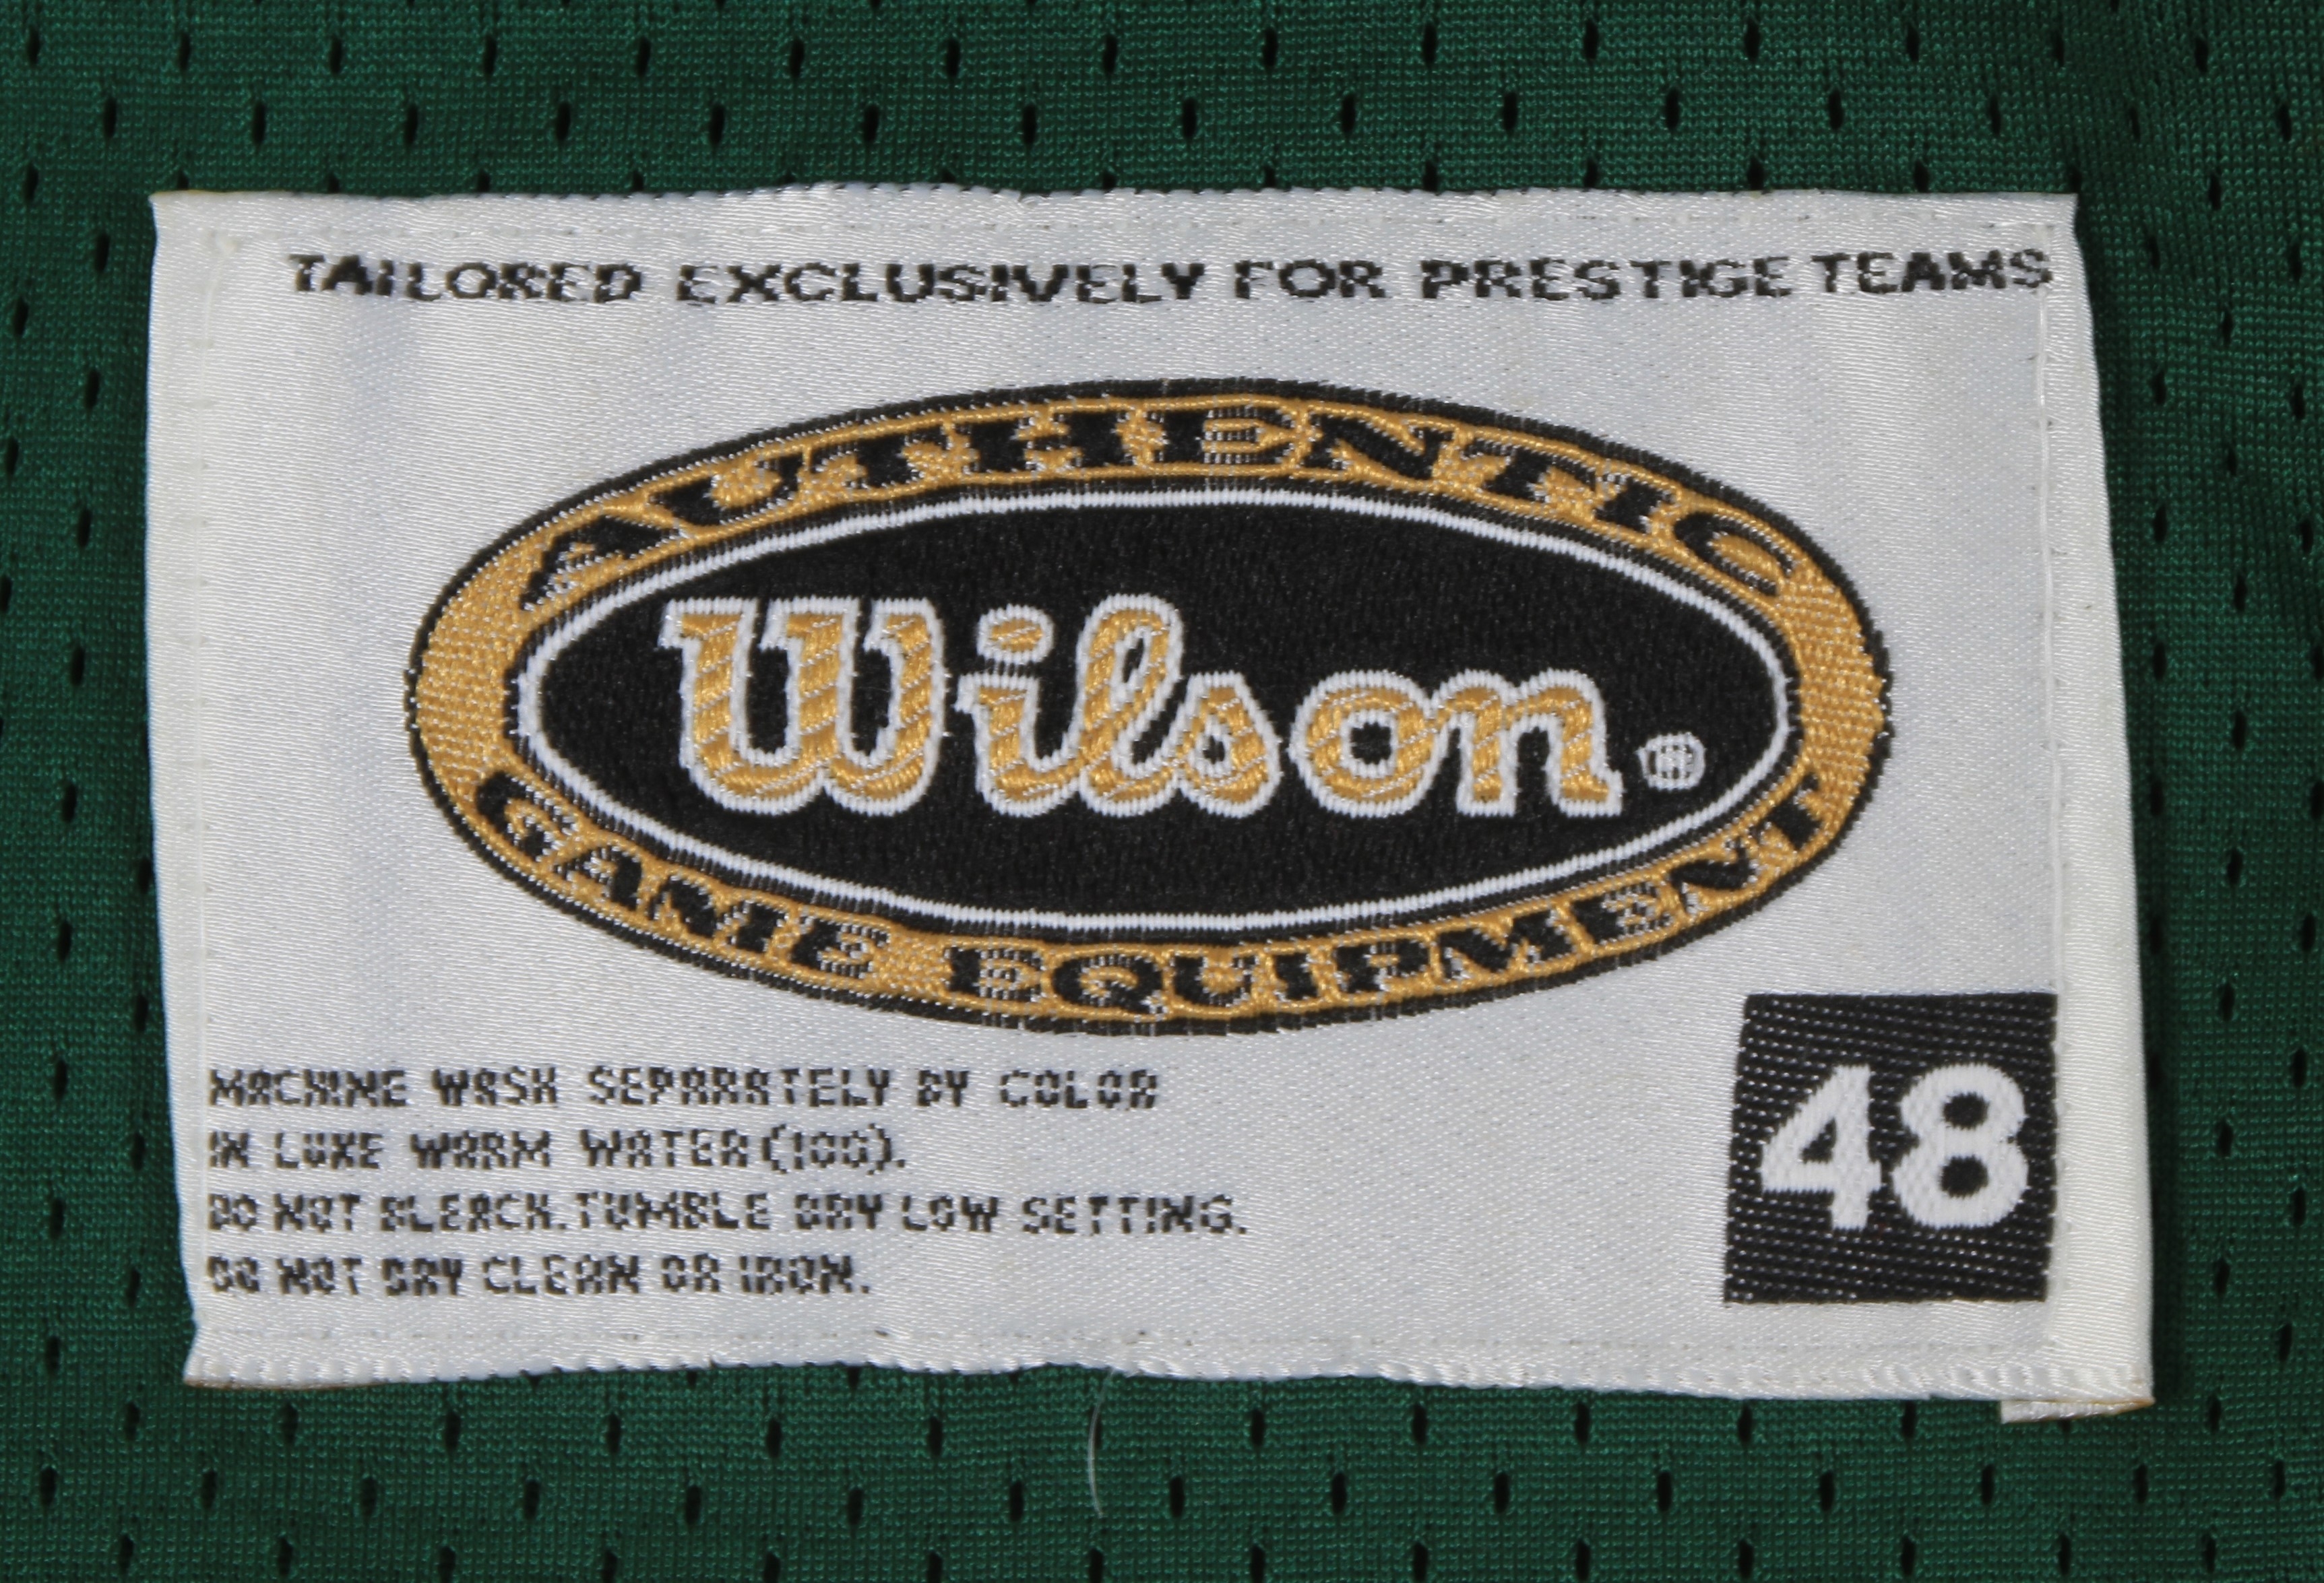 TAILORED EXCLUSIVELY FOR PRESTIGE TEAMS
AUTHENTIC
Wilson®
GAME EQUIPMENT
MACHINE WASH SEPARATELY BY COLOR
IN LUKE WARM WATER(100).
DO NOT BLEACH.TUMBLE DRY LOW SETTING.
DO NOT DRY CLEAN OR IRON.
48